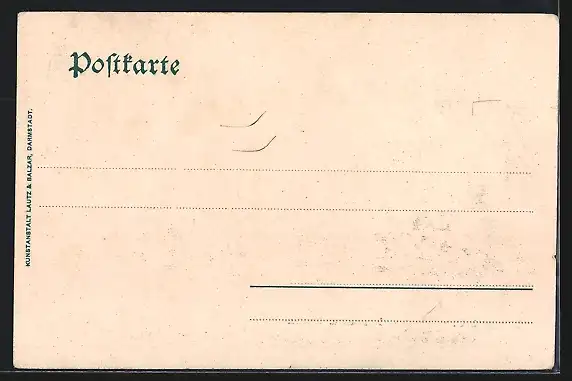 Postkarte
KUNSTANSTALT LAUTZ & BALZAR, DARMSTADT.